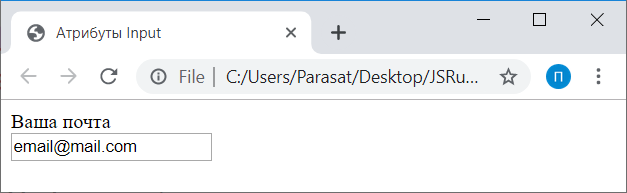 Атрибуты Input
File | C:/Users/Parasat/Desktop/JSRu...
П
Ваша почта
email@mail.com